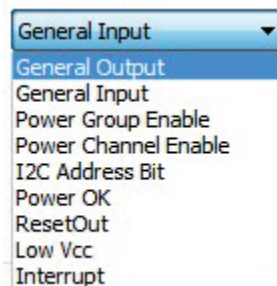 General Input
General Output
General Input
Power Group Enable
Power Channel Enable
I2C Address Bit
Power OK
ResetOut
Low Vcc
Interrupt